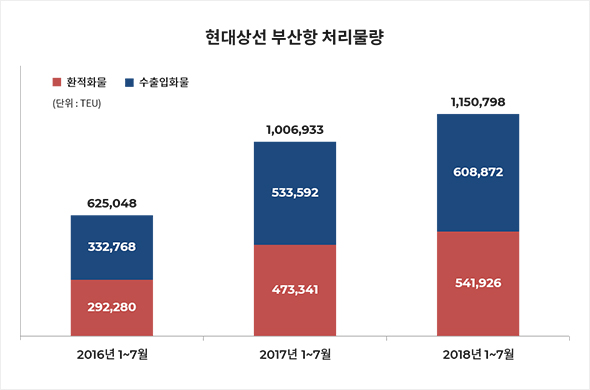 현대상선 부산항 처리물량
환적화물 수출입화물
(단위 : TEU)
1,150,798
1,006,933
608,872
533,592
625,048
332,768
541,926
473,341
292,280
2016년 1~7월 2017년 1~7월 2018년 1~7월